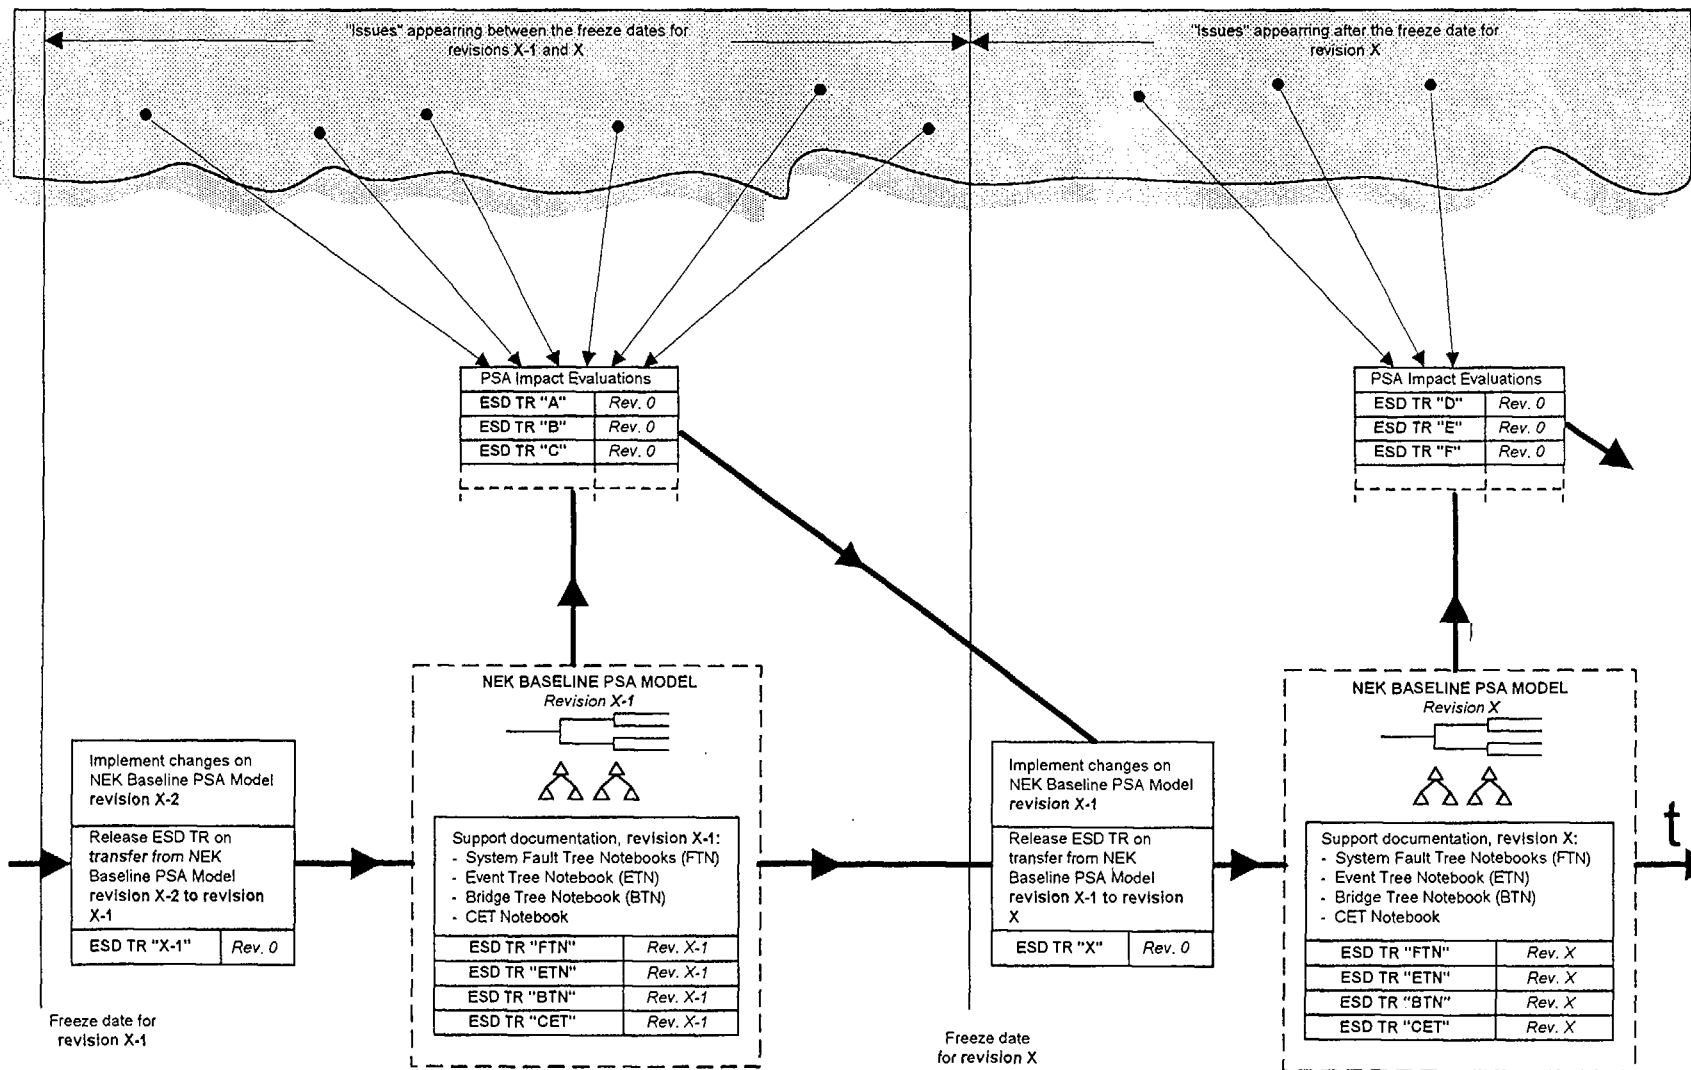 "Issues" appearring between the freeze dates for
revisions X-1 and X
"Issues" appearring after the freeze date for
revision X
PSA Impact Evaluations
ESD TR "A" Rev. 0
ESD TR "B" Rev. 0
ESD TR "C" Rev. 0
PSA Impact Evaluations
ESD TR "D" Rev. 0
ESD TR "E" Rev. 0
ESD TR "F" Rev. 0
Implement changes on
NEK Baseline PSA Model
revision X-2
Release ESD TR on
transfer from NEK
Baseline PSA Model
revision X-2 to revision
X-1
ESD TR "X-1" Rev. 0
Freeze date for
revision X-1
NEK BASELINE PSA MODEL
Revision X-1
Support documentation, revision X-1:
- System Fault Tree Notebooks (FTN)
- Event Tree Notebook (ETN)
- Bridge Tree Notebook (BTN)
- CET Notebook
ESD TR "FTN" Rev. X-1
ESD TR "ETN" Rev. X-1
ESD TR "BTN" Rev. X-1
ESD TR "CET" Rev. X-1
Implement changes on
NEK Baseline PSA Model
revision X-1
Release ESD TR on
transfer from NEK
Baseline PSA Model
revision X-1 to revision
X
ESD TR "X" Rev. 0
Freeze date
for revision X
NEK BASELINE PSA MODEL
Revision X
Support documentation, revision X:
- System Fault Tree Notebooks (FTN)
- Event Tree Notebook (ETN)
- Bridge Tree Notebook (BTN)
- CET Notebook
ESD TR "FTN" Rev. X
ESD TR "ETN" Rev. X
ESD TR "BTN" Rev. X
ESD TR "CET" Rev. X
t